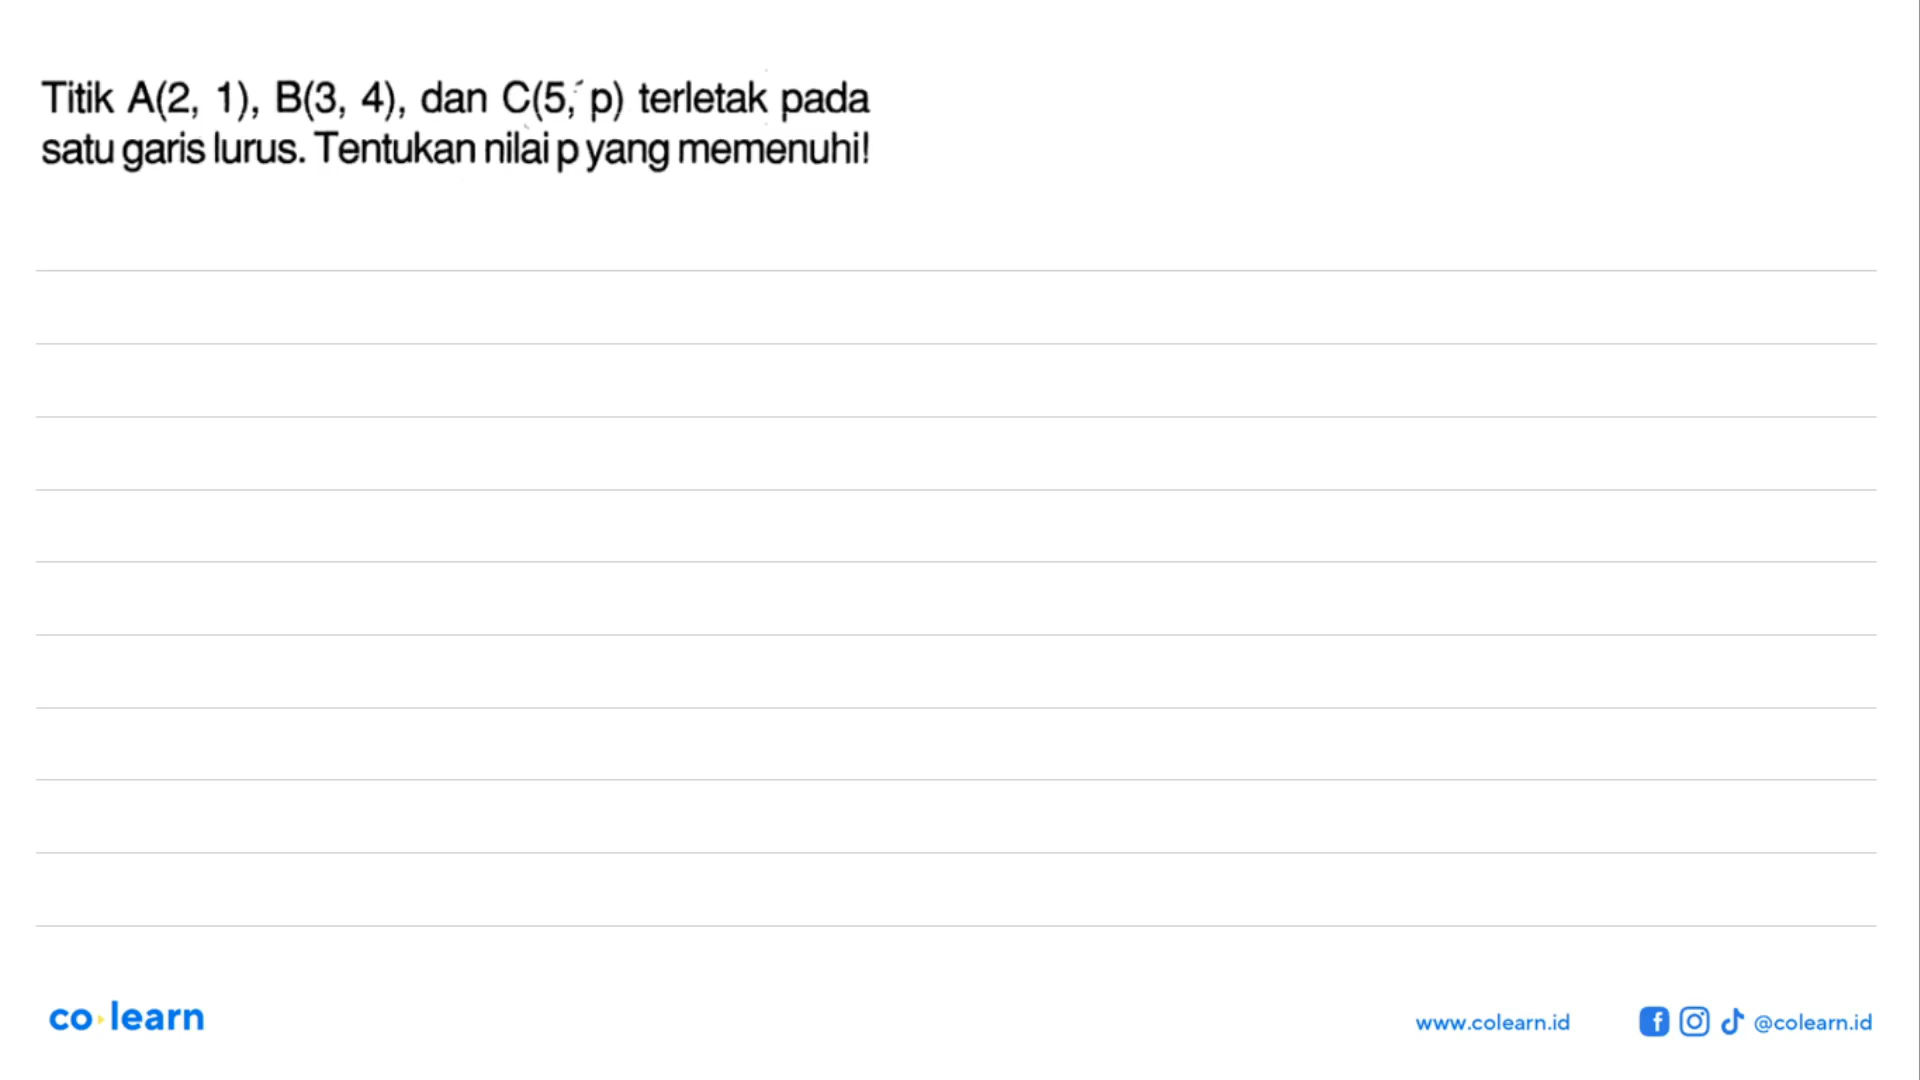 Titik A(2, 1), B(3, 4), dan C(5, p) terletak pada
satu garis lurus. Tentukan nilai p yang memenuhi!
co learn
www.colearn.id
@colearn.id